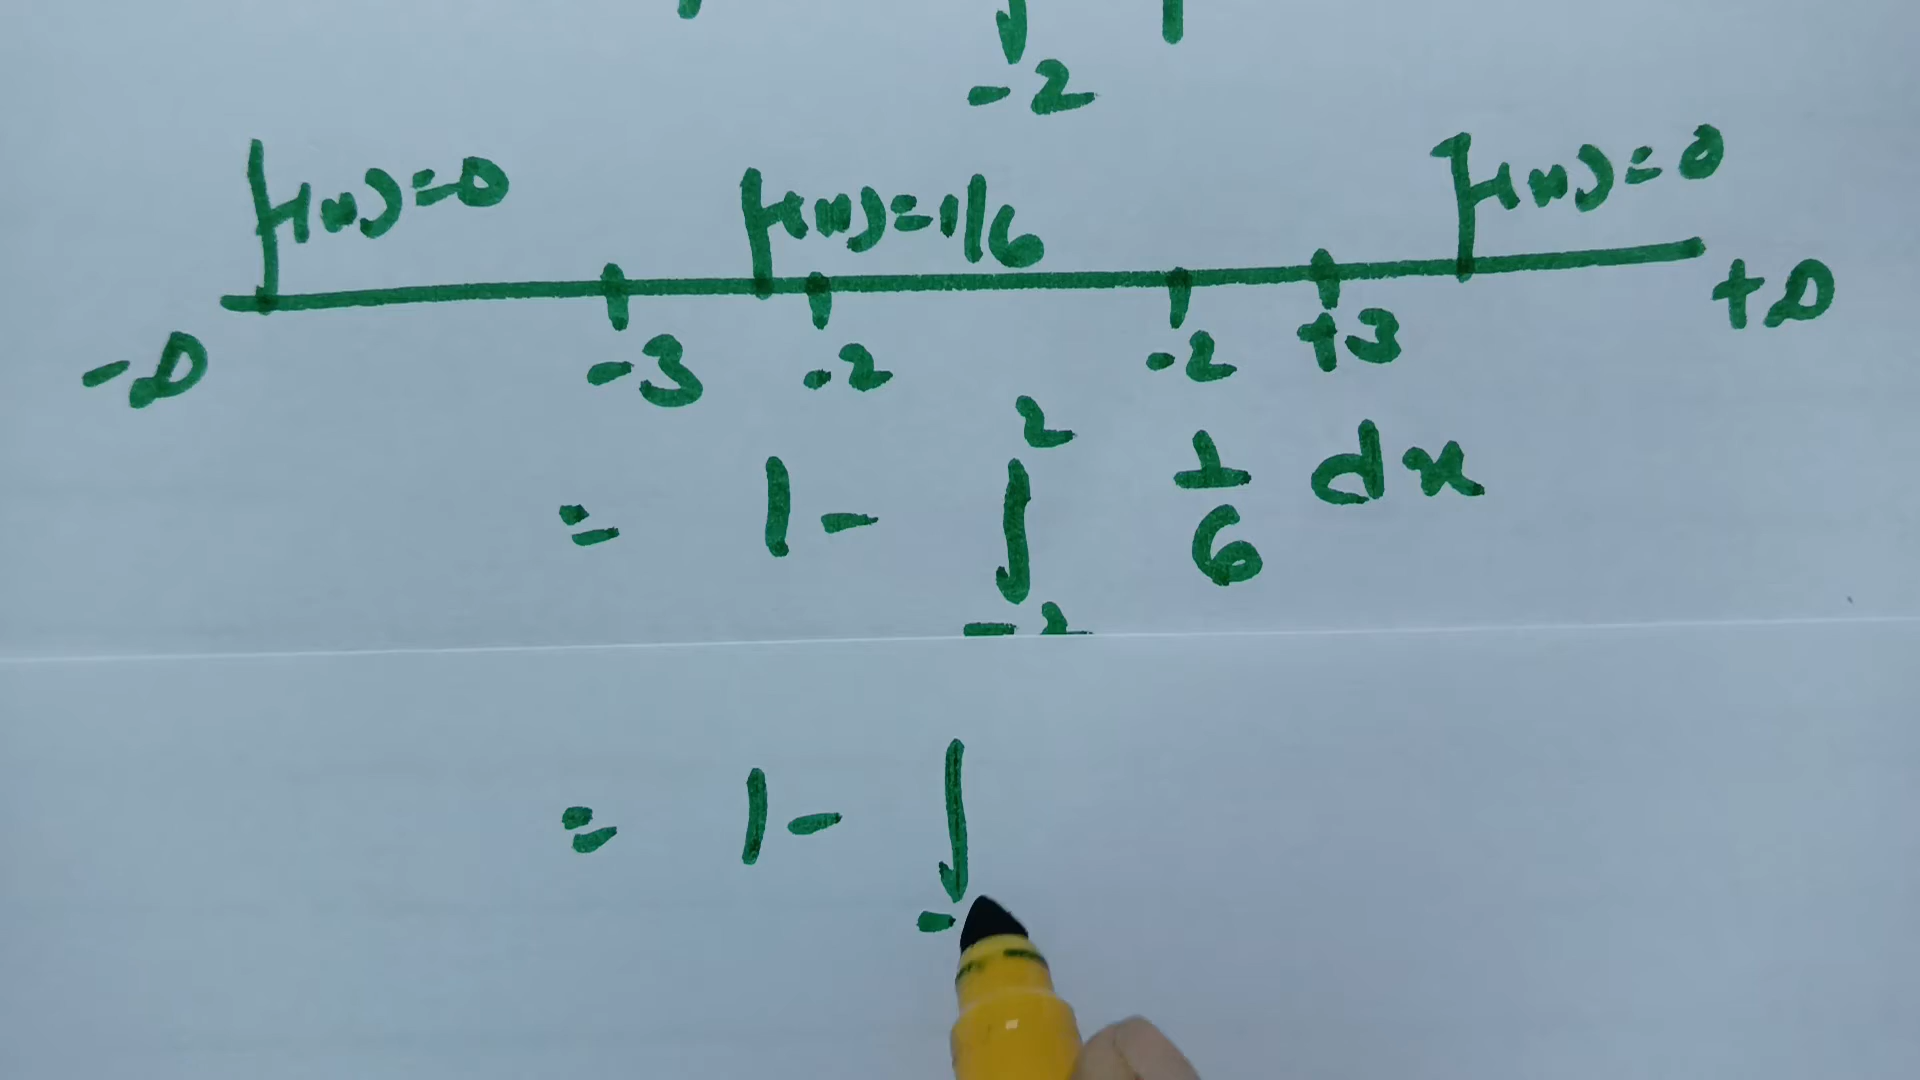 -2
f(x)=0 f(x)=1/6 f(x)=0
-∞ -3 -2 -2 +3 +∞
= 1 - ∫_{-2}^{2} 1/6 dx
= 1 - ∫_{-}